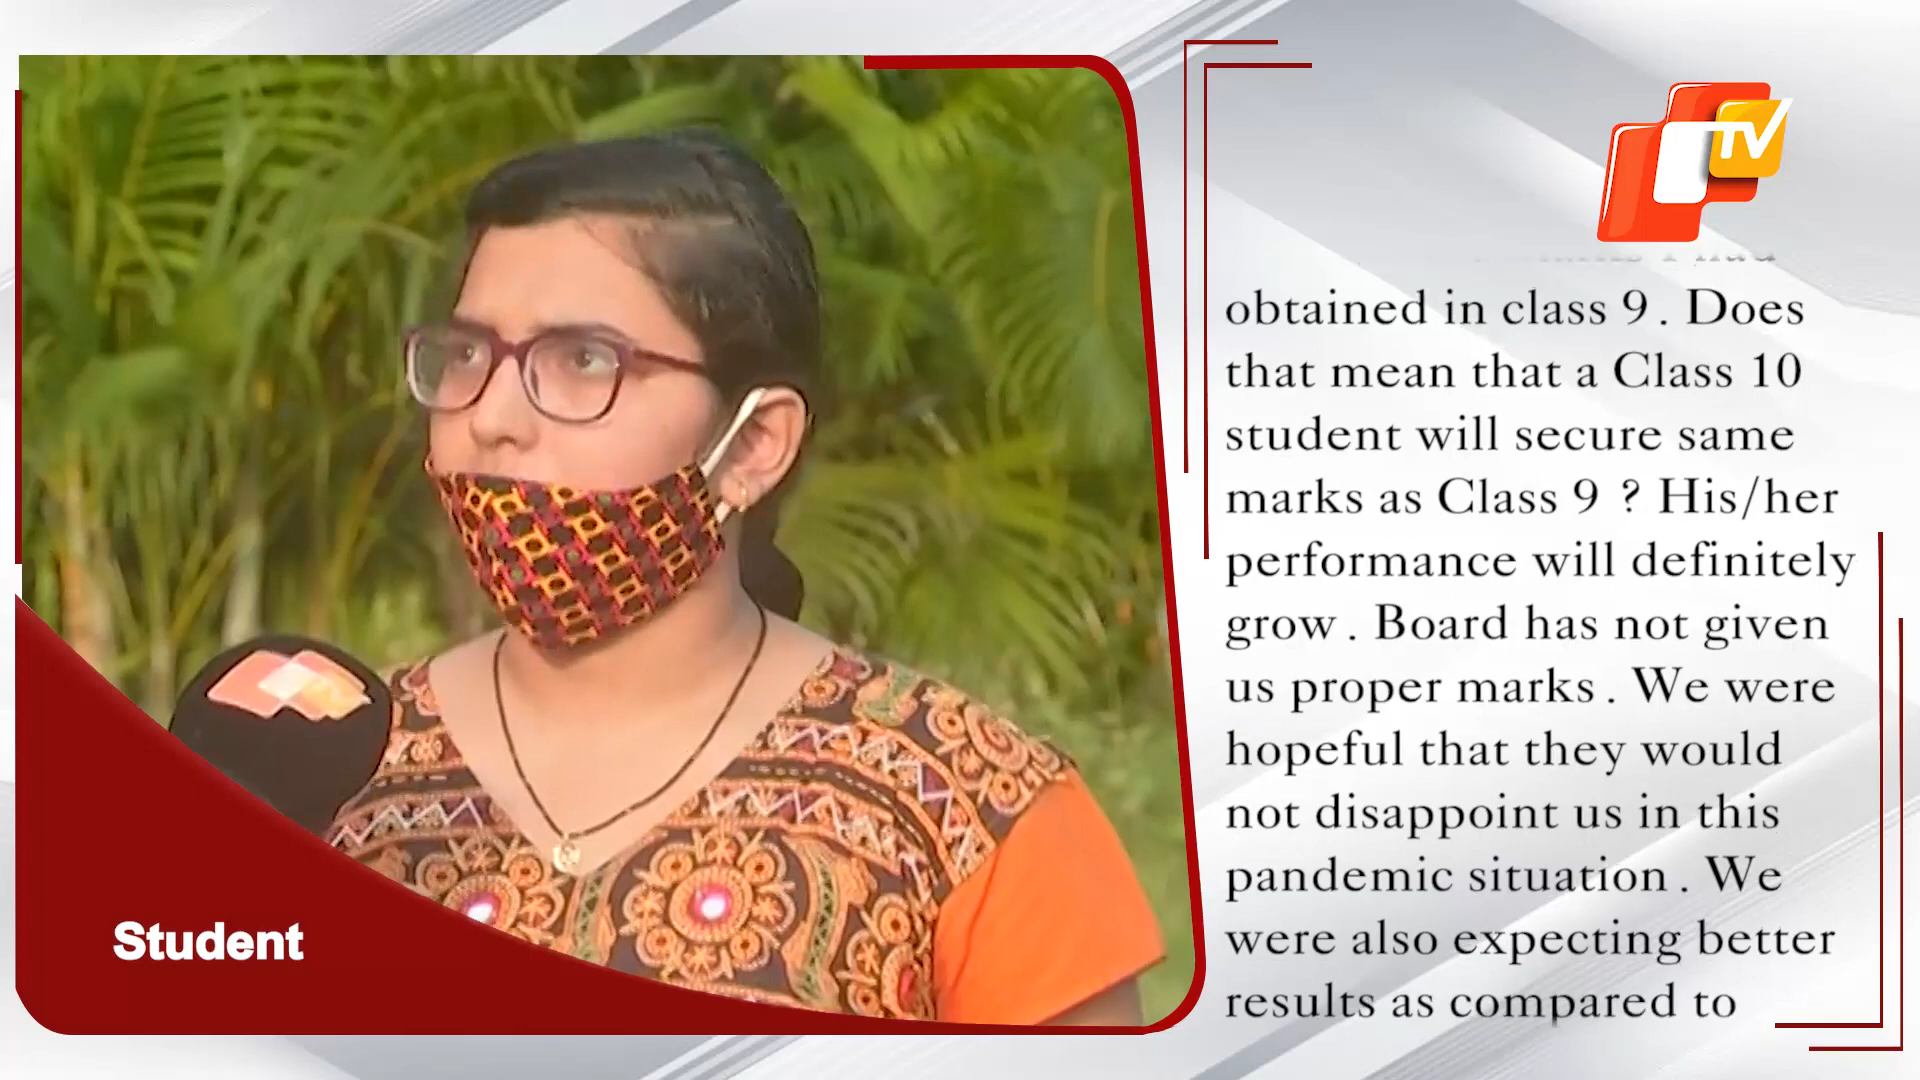 TV
obtained in class 9. Does
that mean that a Class 10
student will secure same
marks as Class 9 ? His/her
performance will definitely
grow. Board has not given
us proper marks. We were
hopeful that they would
not disappoint us in this
pandemic situation. We
were also expecting better
results as compared to
Student